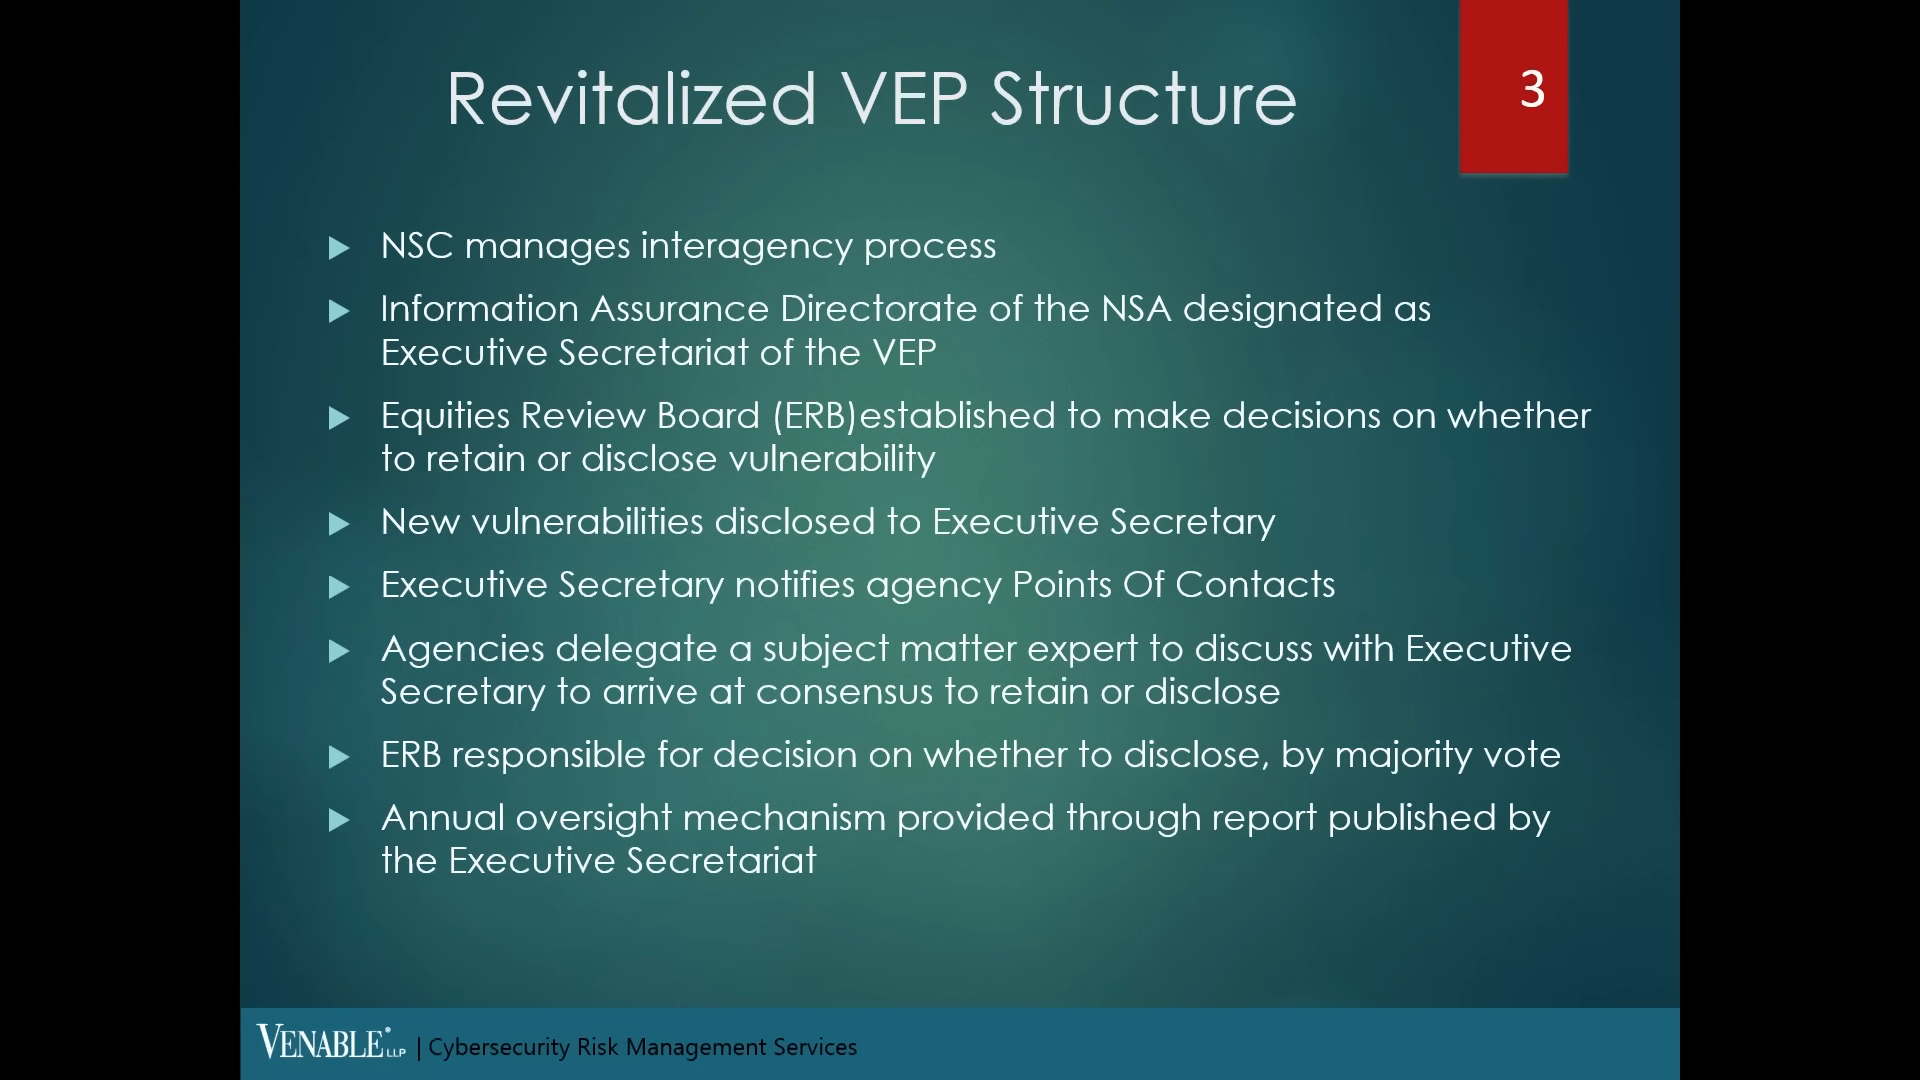 Revitalized VEP Structure
3
NSC manages interagency process
Information Assurance Directorate of the NSA designated as
Executive Secretariat of the VEP
Equities Review Board (ERB)established to make decisions on whether
to retain or disclose vulnerability
New vulnerabilities disclosed to Executive Secretary
Executive Secretary notifies agency Points Of Contacts
Agencies delegate a subject matter expert to discuss with Executive
Secretary to arrive at consensus to retain or disclose
ERB responsible for decision on whether to disclose, by majority vote
Annual oversight mechanism provided through report published by
the Executive Secretariat
VENABLE LLP | Cybersecurity Risk Management Services